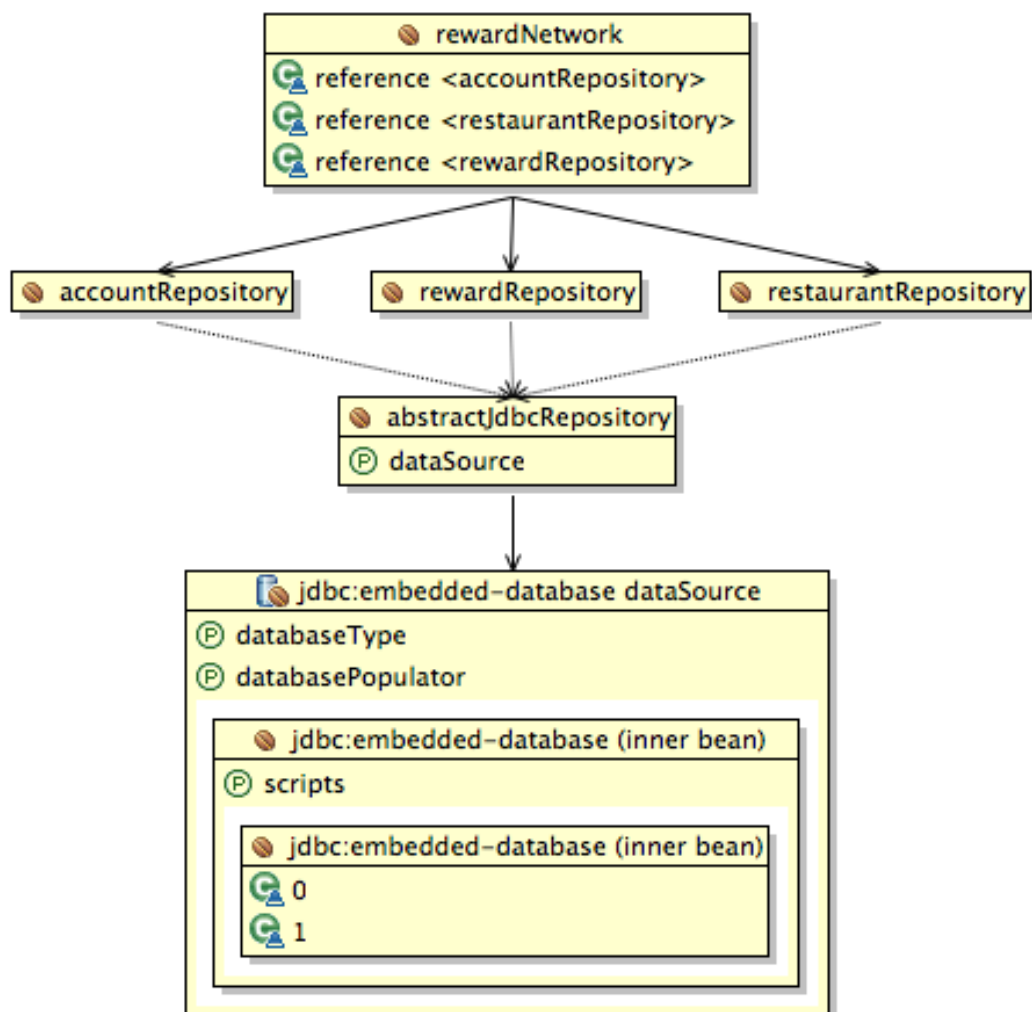 rewardNetwork
reference <accountRepository>
reference <restaurantRepository>
reference <rewardRepository>
accountRepository
rewardRepository
restaurantRepository
abstractJdbcRepository
P dataSource
jdbc:embedded-database dataSource
P databaseType
P databasePopulator
jdbc:embedded-database (inner bean)
P scripts
jdbc:embedded-database (inner bean)
C 0
C 1